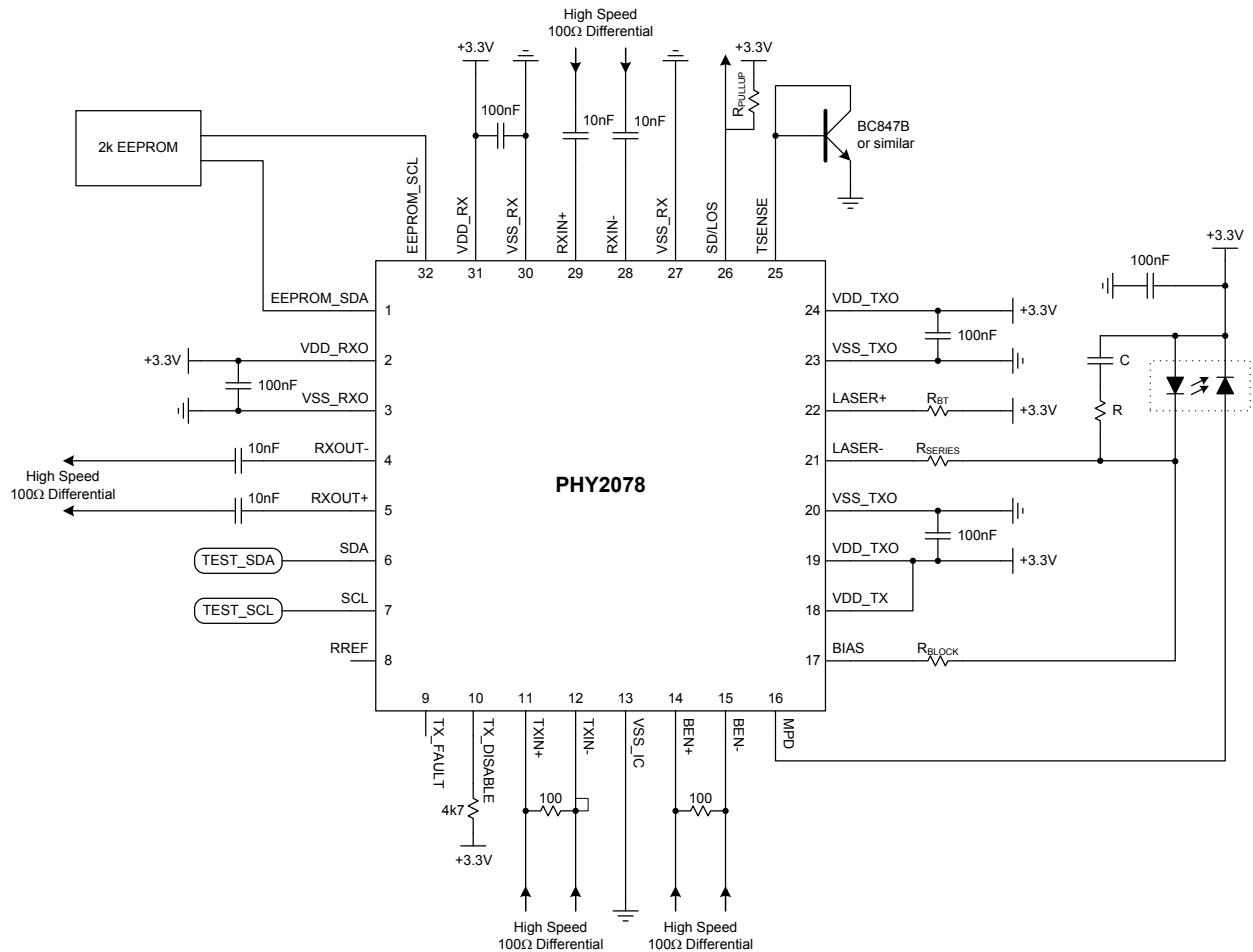 High Speed
100Ω Differential
+3.3V
+3.3V
100nF
10nF
10nF
R_PULLUP
BC847B
or similar
2k EEPROM
EEPROM_SCL
VDD_RX
VSS_RX
RXIN+
RXIN-
VSS_RX
SD/LOS
TSENSE
32
31
30
29
28
27
26
25
+3.3V
100nF
EEPROM_SDA
1
24
VDD_TXO
+3.3V
100nF
+3.3V
VDD_RXO
2
23
VSS_TXO
C
100nF
VSS_RXO
3
22
LASER+
R_BT
+3.3V
R
10nF
RXOUT-
4
21
LASER-
R_SERIES
High Speed
100Ω Differential
PHY2078
10nF
RXOUT+
5
20
VSS_TXO
100nF
TEST_SDA
SDA
6
19
VDD_TXO
+3.3V
TEST_SCL
SCL
7
18
VDD_TX
RREF
8
17
BIAS
R_BLOCK
9
10
11
12
13
14
15
16
TX_FAULT
TX_DISABLE
TXIN+
TXIN-
VSS_IC
BEN+
BEN-
MPD
4k7
100
100
+3.3V
High Speed
100Ω Differential
High Speed
100Ω Differential